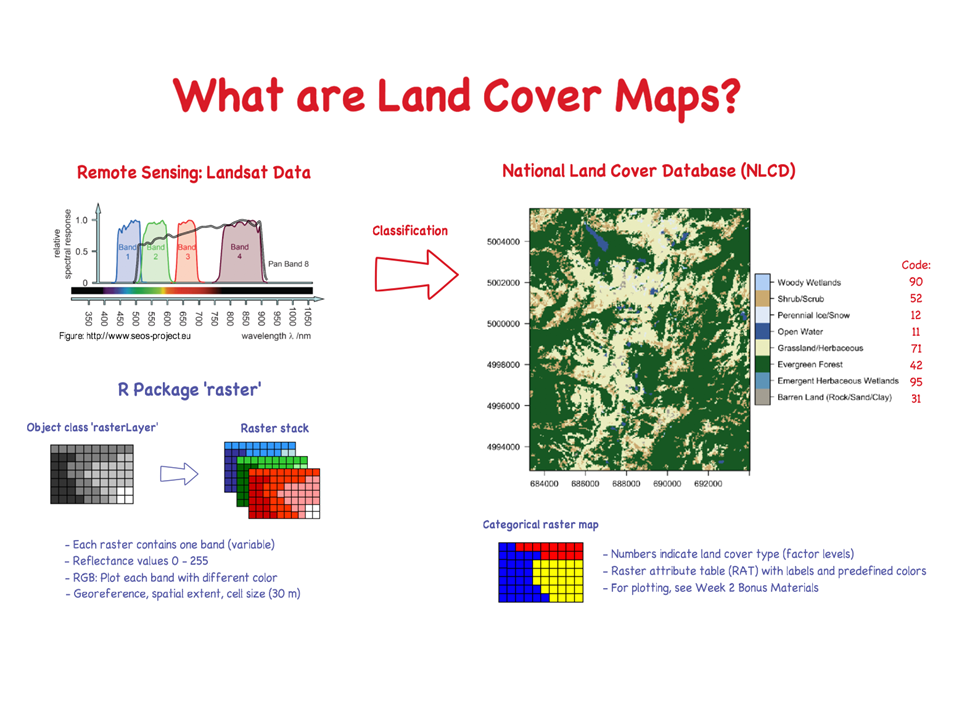 What are Land Cover Maps?
Remote Sensing: Landsat Data
relative
spectral response
1.0
0.5
0
Band
1
Band
2
Band
3
Band
4
Pan Band 8
350
400
450
500
550
600
650
700
750
800
850
900
950
1000
1050
Figure: http://www.seos-project.eu
wavelength λ /nm
Classification
National Land Cover Database (NLCD)
5004000
5002000
5000000
4998000
4996000
4994000
684000 686000 688000 690000 692000
Code:
Woody Wetlands 90
Shrub/Scrub 52
Perennial Ice/Snow 12
Open Water 11
Grassland/Herbaceous 71
Evergreen Forest 42
Emergent Herbaceous Wetlands 95
Barren Land (Rock/Sand/Clay) 31
R Package 'raster'
Object class 'rasterLayer'
Raster stack
- Each raster contains one band (variable)
- Reflectance values 0 - 255
- RGB: Plot each band with different color
- Georeference, spatial extent, cell size (30 m)
Categorical raster map
- Numbers indicate land cover type (factor levels)
- Raster attribute table (RAT) with labels and predefined colors
- For plotting, see Week 2 Bonus Materials